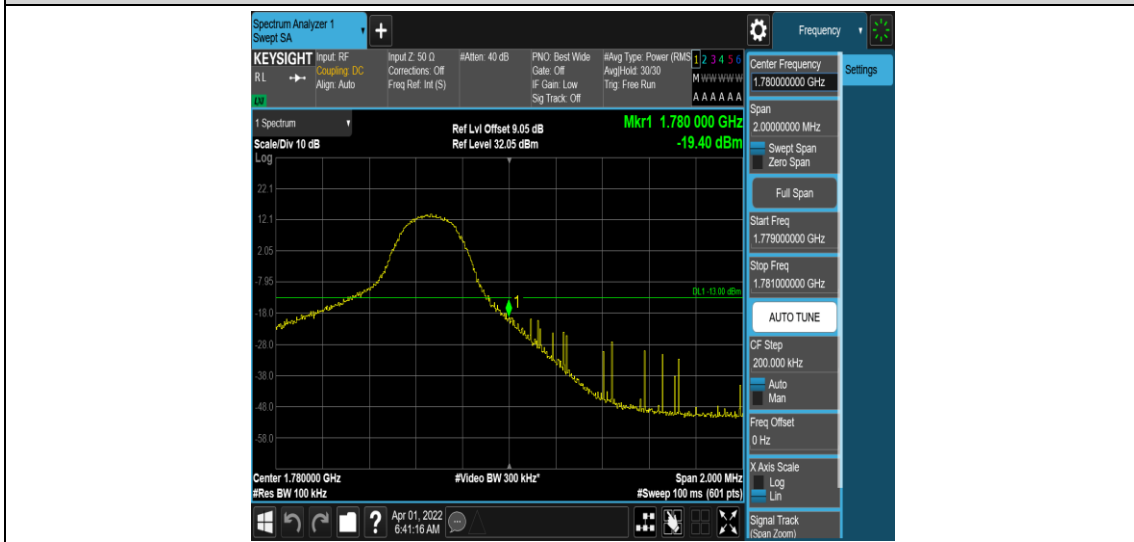 Spectrum Analyzer 1
Swept SA
Frequency
KEYSIGHT
RL
LXI
Input: RF
Coupling: DC
Align: Auto
Input Z: 50 Ω
Corrections: Off
Freq Ref: Int (S)
#Atten: 40 dB
PNO: Best Wide
Gate: Off
IF Gain: Low
Sig Track: Off
#Avg Type: Power (RMS
Avg|Hold: 30/30
Trig: Free Run
1 2 3 4 5 6
M W W W W W
A A A A A A
1 Spectrum
Scale/Div 10 dB
Ref Lvl Offset 9.05 dB
Ref Level 32.05 dBm
Mkr1 1.780 000 GHz
-19.40 dBm
Log
22.1
12.1
2.05
-7.95
-18.0
-28.0
-38.0
-48.0
-58.0
DL1 -13.00 dBm
1
Center 1.780000 GHz
#Res BW 100 kHz
#Video BW 300 kHz*
Span 2.000 MHz
#Sweep 100 ms (601 pts)
Apr 01, 2022
6:41:16 AM
Center Frequency
1.780000000 GHz
Settings
Span
2.00000000 MHz
Swept Span
Zero Span
Full Span
Start Freq
1.779000000 GHz
Stop Freq
1.781000000 GHz
AUTO TUNE
CF Step
200.000 kHz
Auto
Man
Freq Offset
0 Hz
X Axis Scale
Log
Lin
Signal Track
(Span Zoom)